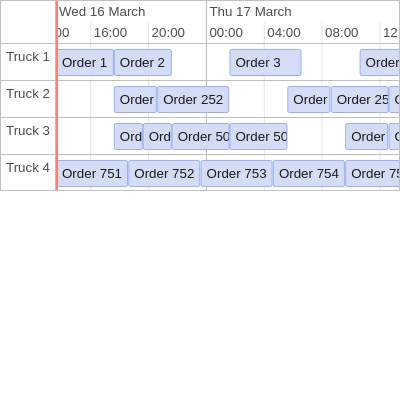 Wed 16 March Thu 17 March
00 16:00 20:00 00:00 04:00 08:00 12
Truck 1 Order 1 Order 2 Order 3 Order
Truck 2 Order Order 252 Order Order 25
Truck 3 Ord Ord Order 50 Order 50 Order
Truck 4 Order 751 Order 752 Order 753 Order 754 Order 75